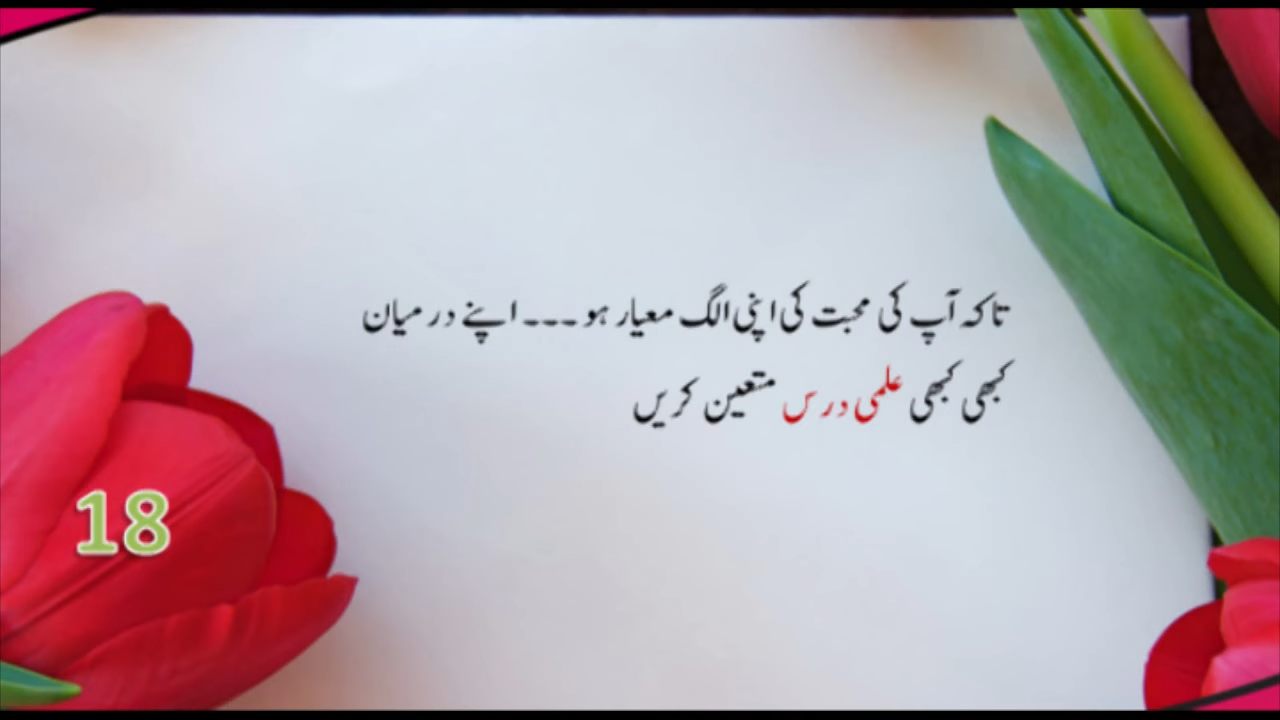 تاکہ آپ کی محبت کی اپنی الگ معیار ہو ۔۔۔ اپنے درمیان
کبھی کبھی علمی درس متعین کریں
18